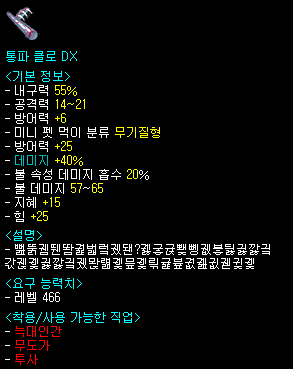 통파 클로 DX
<기본 정보>
- 내구력 55%
- 공격력 14~21
- 방어력 +6
- 미니 펫 먹이 분류 무기질형
- 방어력 +25
- 데미지 +40%
- 불 속성 데미지 흡수 20%
- 불 데미지 57~65
- 지혜 +15
- 힘 +25
<설명>
<요구 능력치>
- 레벨 466
<착용/사용 가능한 직업>
- 늑대인간
- 무도가
- 투사